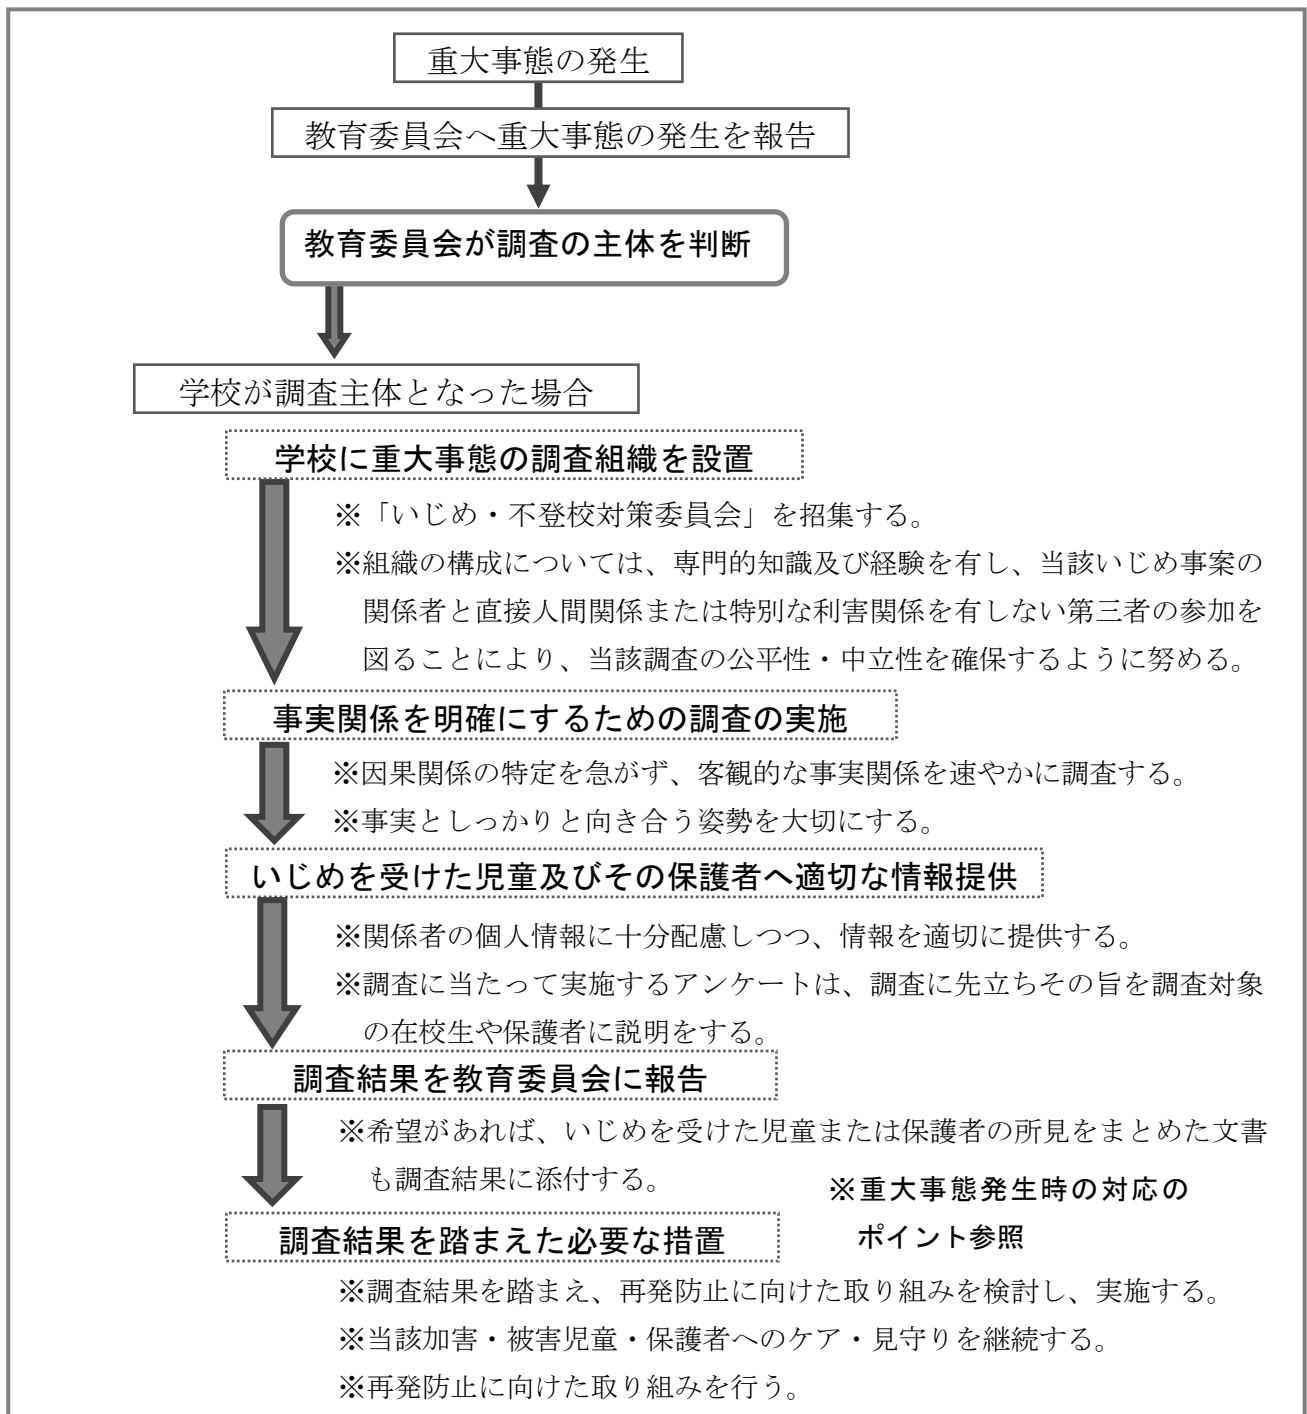 重大事態の発生
教育委員会へ重大事態の発生を報告
教育委員会が調査の主体を判断
学校が調査主体となった場合
学校に重大事態の調査組織を設置
※「いじめ・不登校対策委員会」を招集する。
※組織の構成については、専門的知識及び経験を有し、当該いじめ事案の
関係者と直接人間関係または特別な利害関係を有しない第三者の参加を
図ることにより、当該調査の公平性・中立性を確保するように努める。
事実関係を明確にするための調査の実施
※因果関係の特定を急がず、客観的な事実関係を速やかに調査する。
※事実としっかりと向き合う姿勢を大切にする。
いじめを受けた児童及びその保護者へ適切な情報提供
※関係者の個人情報に十分配慮しつつ、情報を適切に提供する。
※調査に当たって実施するアンケートは、調査に先立ちその旨を調査対象
の在校生や保護者に説明をする。
調査結果を教育委員会に報告
※希望があれば、いじめを受けた児童または保護者の所見をまとめた文書
も調査結果に添付する。
※重大事態発生時の対応の
ポイント参照
調査結果を踏まえた必要な措置
※調査結果を踏まえ、再発防止に向けた取り組みを検討し、実施する。
※当該加害・被害児童・保護者へのケア・見守りを継続する。
※再発防止に向けた取り組みを行う。